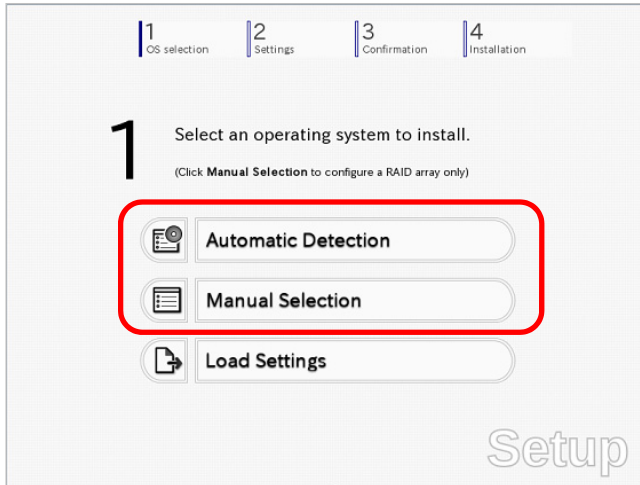 1
OS selection
2
Settings
3
Confirmation
4
Installation
1
Select an operating system to install.
(Click Manual Selection to configure a RAID array only)
Automatic Detection
Manual Selection
Load Settings
Setup